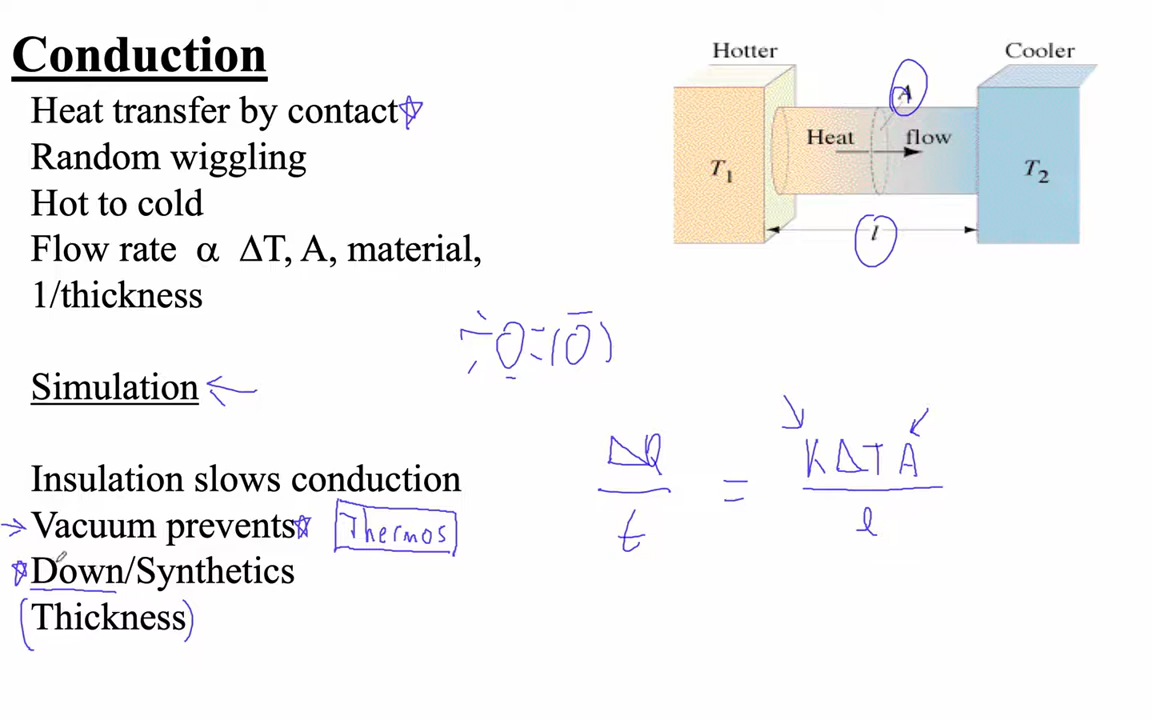 Conduction
Heat transfer by contact
Random wiggling
Hot to cold
Flow rate α ΔT, A, material,
1/thickness
Simulation
Insulation slows conduction
Vacuum prevents
Thermos
Down/Synthetics
(Thickness)
Hotter
Cooler
A
Heat flow
T1
T2
l
ΔQ/t = KΔTA/l